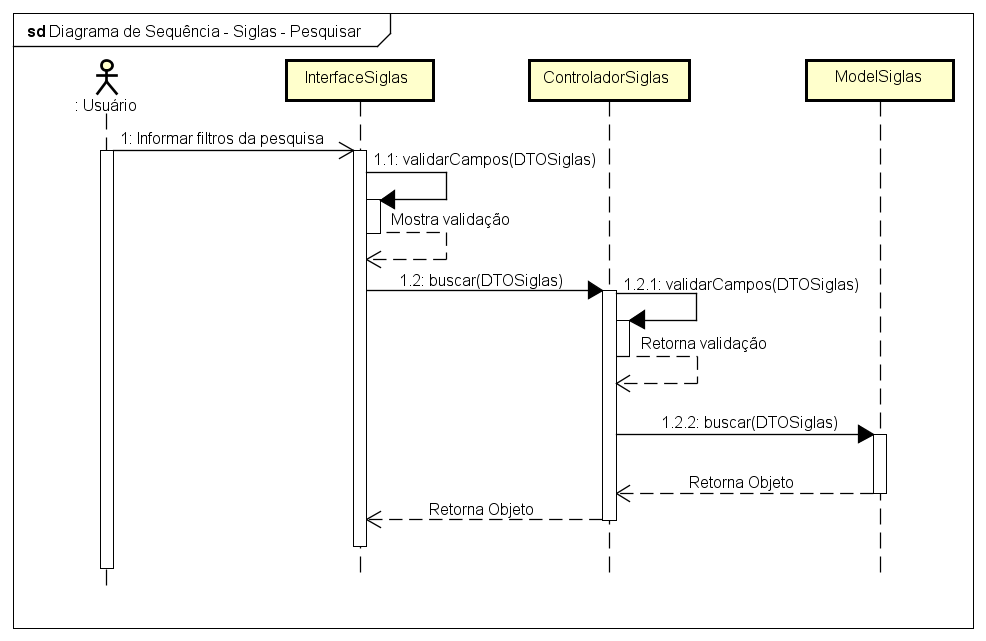 sd Diagrama de Sequência - Siglas - Pesquisar
InterfaceSiglas
ControladorSiglas
ModelSiglas
: Usuário
1: Informar filtros da pesquisa
1.1: validarCampos(DTOSiglas)
Mostra validação
1.2: buscar(DTOSiglas)
1.2.1: validarCampos(DTOSiglas)
Retorna validação
1.2.2: buscar(DTOSiglas)
Retorna Objeto
Retorna Objeto